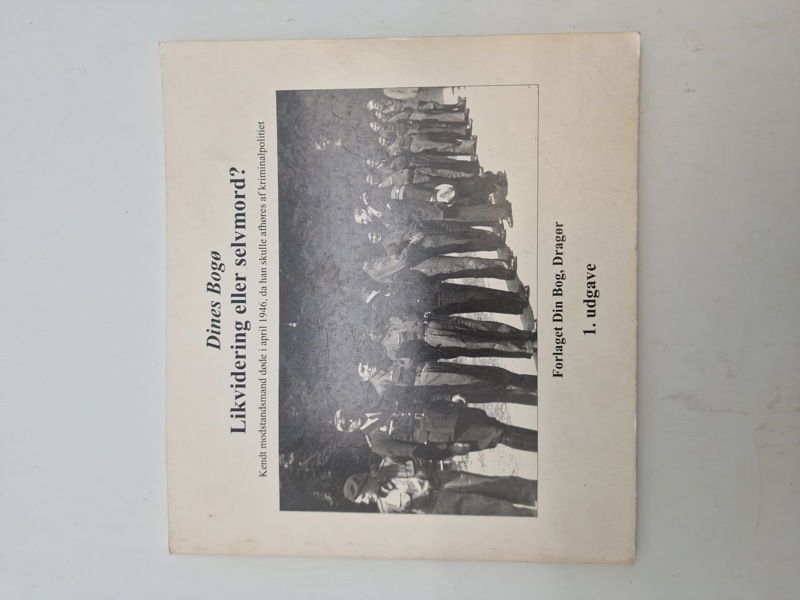 Dines Bogø
Likvidering eller selvmord?
Kendt modstandsmand døde i april 1946, da han skulle afhøres af kriminalpolitiet
Forlaget Din Bog, Dragør
1. udgave